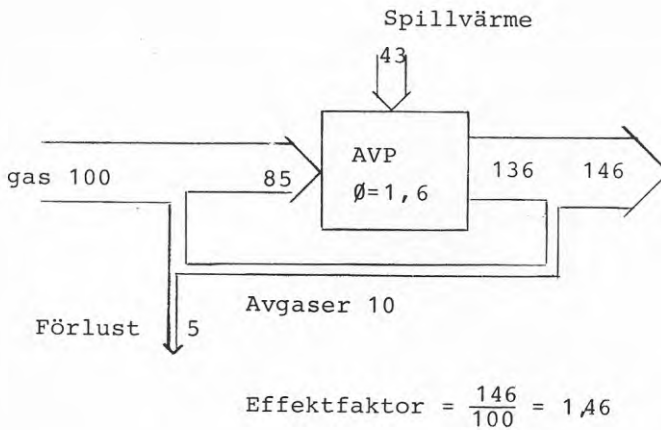 Spillvärme
43
AVP
gas 100
85
Ø=1,6
136
146
Avgaser 10
Förlust 5
Effektfaktor = 146/100 = 1,46